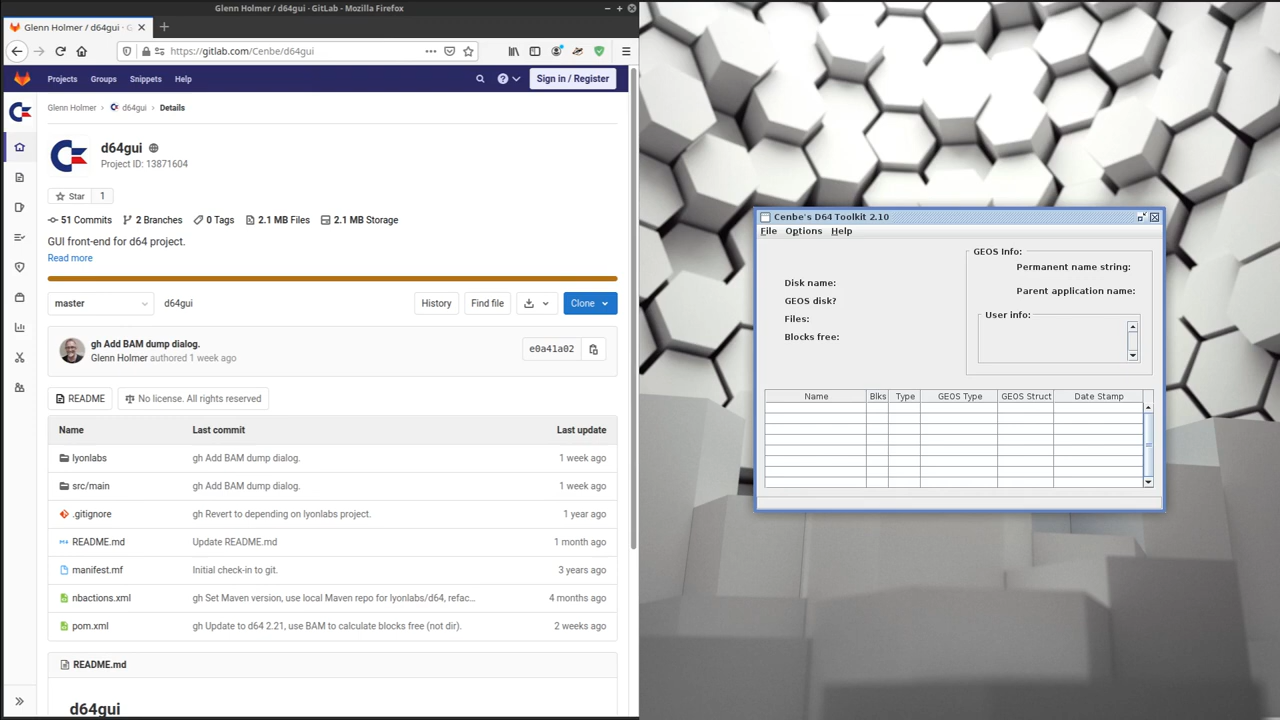 Glenn Holmer / d64gui · GitLab - Mozilla Firefox
Glenn Holmer / d64gui · G
https://gitlab.com/Cenbe/d64gui
Projects Groups Snippets Help
Sign in / Register
Glenn Holmer > d64gui > Details
d64gui
Project ID: 13871604
Star 1
51 Commits 2 Branches 0 Tags 2.1 MB Files 2.1 MB Storage
GUI front-end for d64 project.
Read more
master d64gui History Find file Clone
gh Add BAM dump dialog.
Glenn Holmer authored 1 week ago
e0a41a02
README No license. All rights reserved
Name Last commit Last update
lyonlabs gh Add BAM dump dialog. 1 week ago
src/main gh Add BAM dump dialog. 1 week ago
.gitignore gh Revert to depending on lyonlabs project. 1 year ago
README.md Update README.md 1 month ago
manifest.mf Initial check-in to git. 3 years ago
nbactions.xml gh Set Maven version, use local Maven repo for lyonlabs/d64, refac... 4 months ago
pom.xml gh Update to d64 2.21, use BAM to calculate blocks free (not dir). 2 weeks ago
README.md
d64gui
Cenbe's D64 Toolkit 2.10
File Options Help
Disk name:
GEOS disk?
Files:
Blocks free:
GEOS Info:
Permanent name string:
Parent application name:
User info:
Name Blks Type GEOS Type GEOS Struct Date Stamp